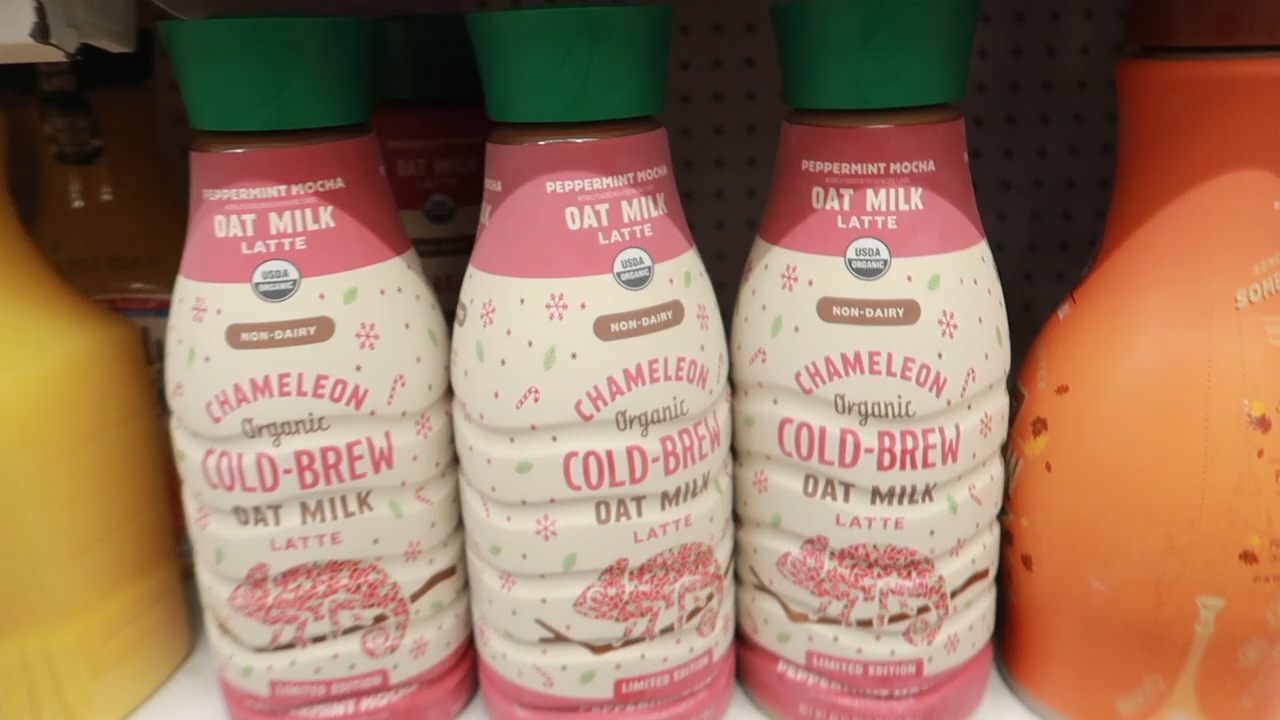 PEPPERMINT MOCHA
OAT MILK
LATTE
USDA
ORGANIC
NON-DAIRY
CHAMELEON
Organic
COLD-BREW
OAT MILK
LATTE
LIMITED EDITION
PEPPERMINT MOCHA
OAT MILK
LATTE
USDA
ORGANIC
NON-DAIRY
CHAMELEON
Organic
COLD-BREW
OAT MILK
LATTE
LIMITED EDITION
PEPPERMINT MOCHA
OAT MILK
LATTE
USDA
ORGANIC
NON-DAIRY
CHAMELEON
Organic
COLD-BREW
OAT MILK
LATTE
LIMITED EDITION
PEPPERMINT MOCHA
OAT MILK